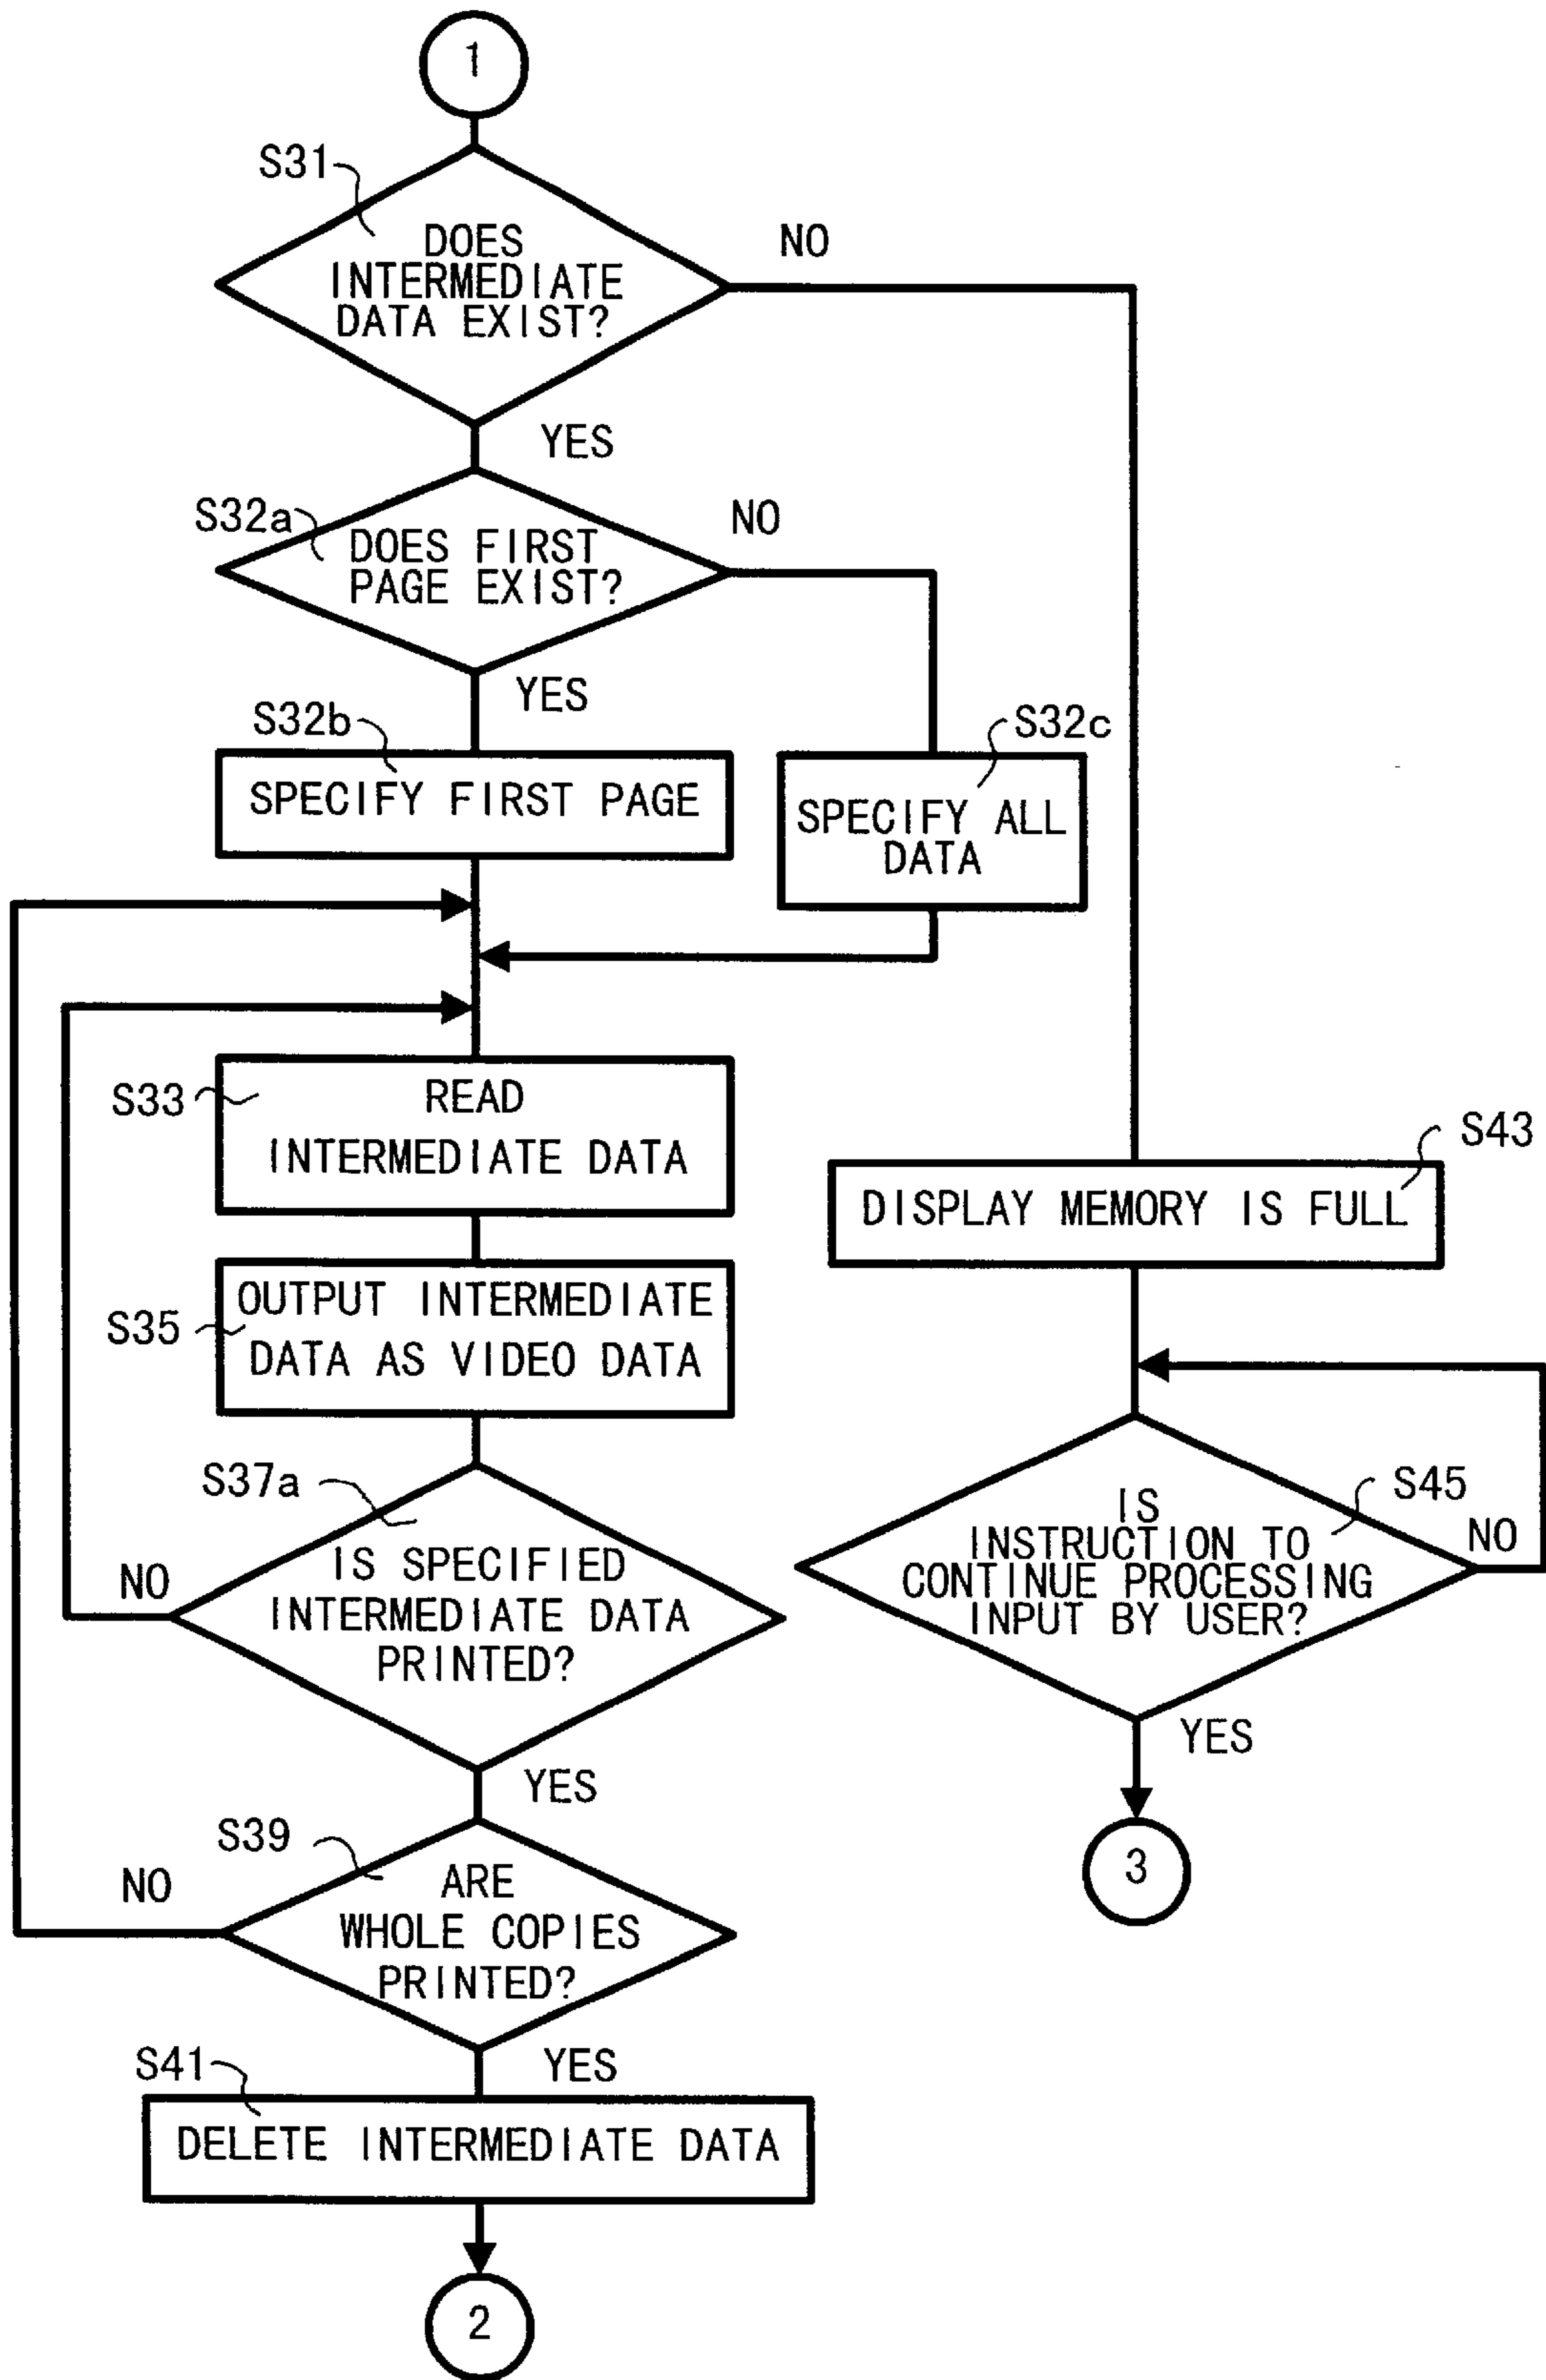 1
S31
DOES
INTERMEDIATE
DATA EXIST?
NO
YES
S32a
DOES FIRST
PAGE EXIST?
NO
YES
S32b
SPECIFY FIRST PAGE
S32c
SPECIFY ALL
DATA
S33
READ
INTERMEDIATE DATA
S35
OUTPUT INTERMEDIATE
DATA AS VIDEO DATA
S37a
IS SPECIFIED
INTERMEDIATE DATA
PRINTED?
NO
YES
S39
ARE
WHOLE COPIES
PRINTED?
NO
YES
S41
DELETE INTERMEDIATE DATA
2
S43
DISPLAY MEMORY IS FULL
S45
IS
INSTRUCTION TO
CONTINUE PROCESSING
INPUT BY USER?
NO
YES
3